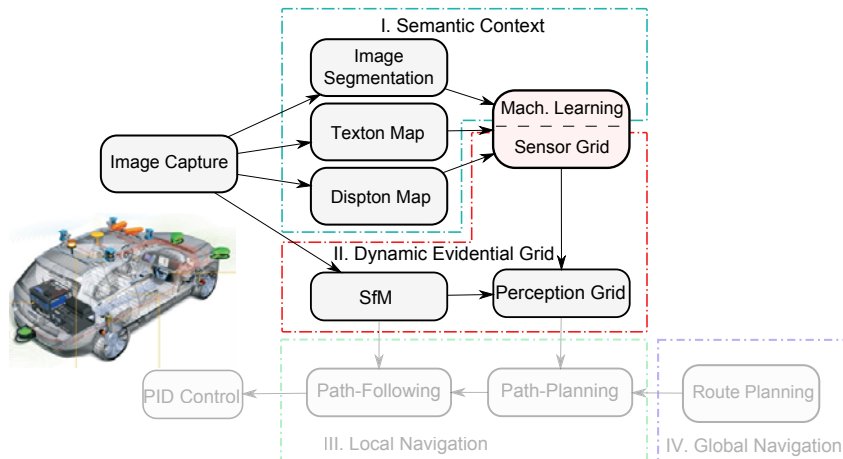 I. Semantic Context
Image
Segmentation
Mach. Learning
Texton Map
Sensor Grid
Image Capture
Dispton Map
II. Dynamic Evidential Grid
SfM
Perception Grid
PID Control
Path-Following
Path-Planning
Route Planning
III. Local Navigation
IV. Global Navigation